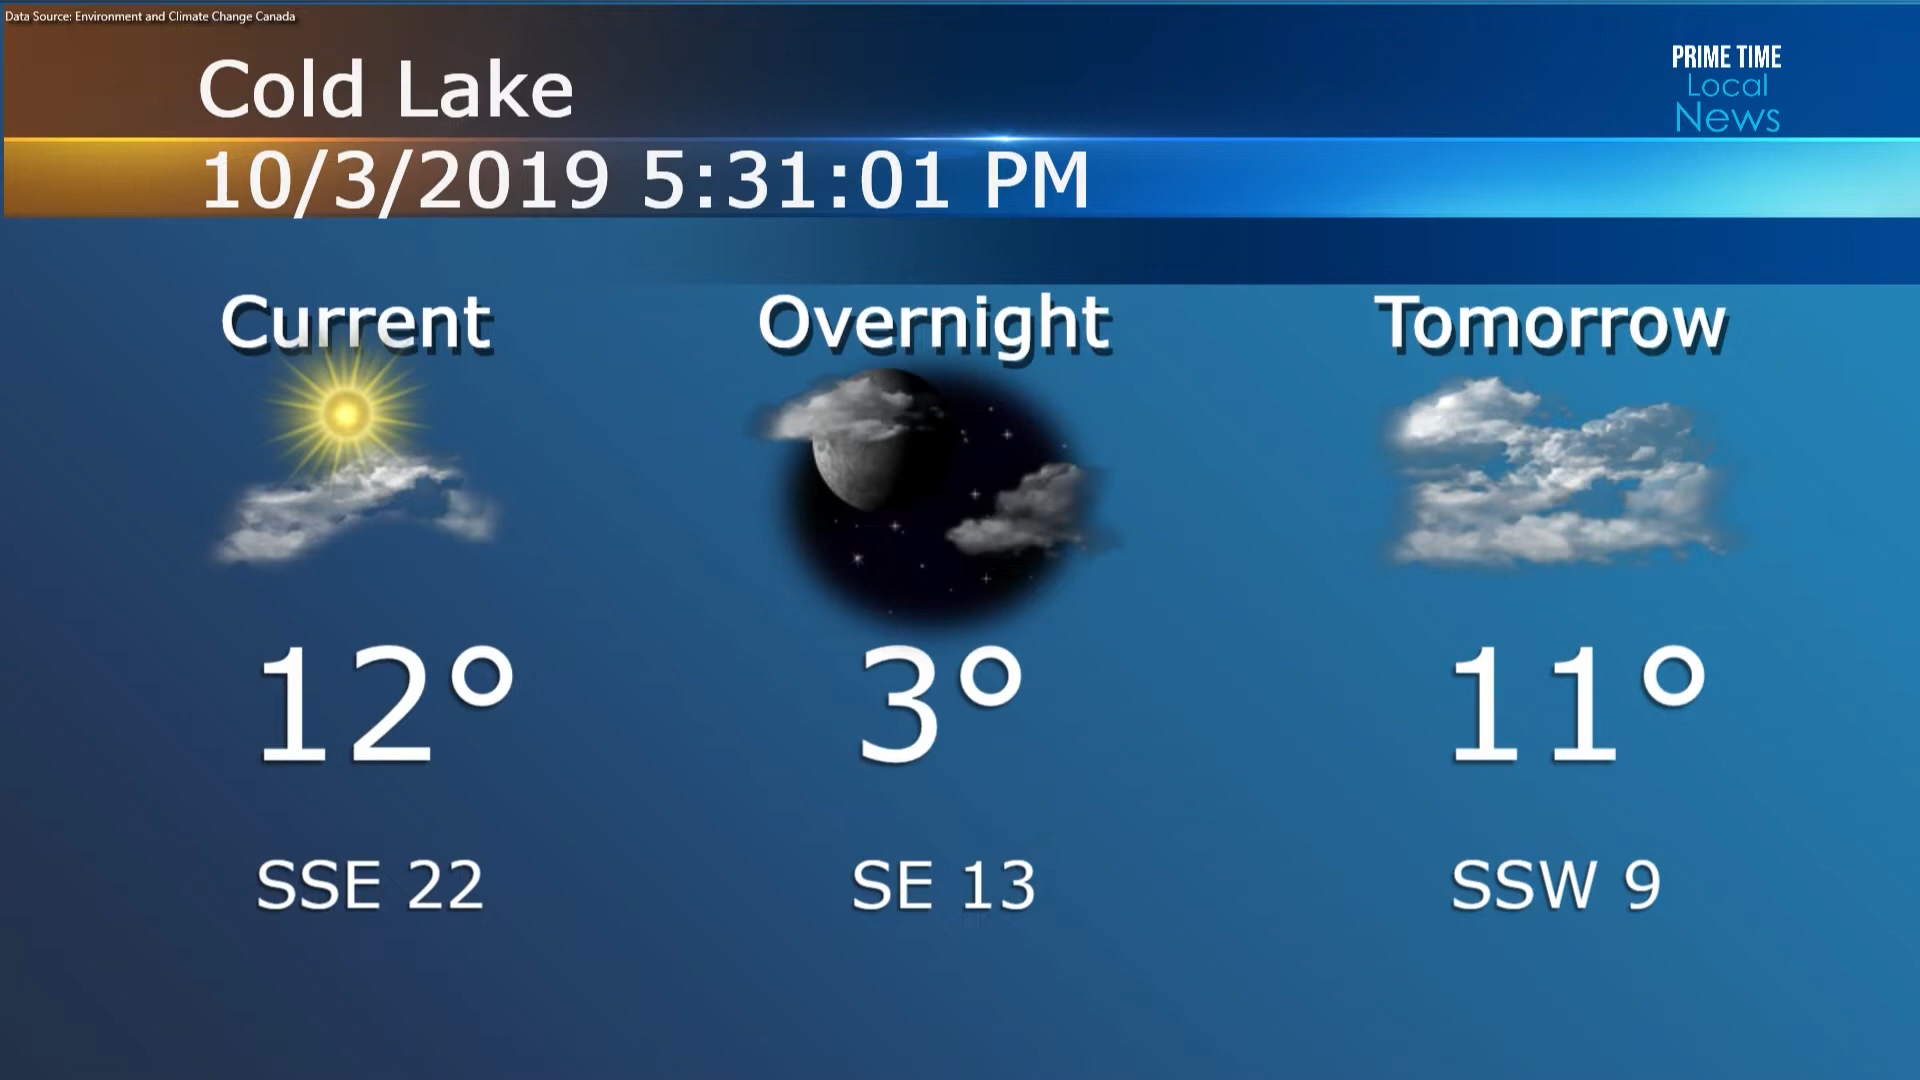 Data Source: Environment and Climate Change Canada
Cold Lake
PRIME TIME
Local
News
10/3/2019 5:31:01 PM
Current
Overnight
Tomorrow
12°
3°
11°
SSE 22
SE 13
SSW 9